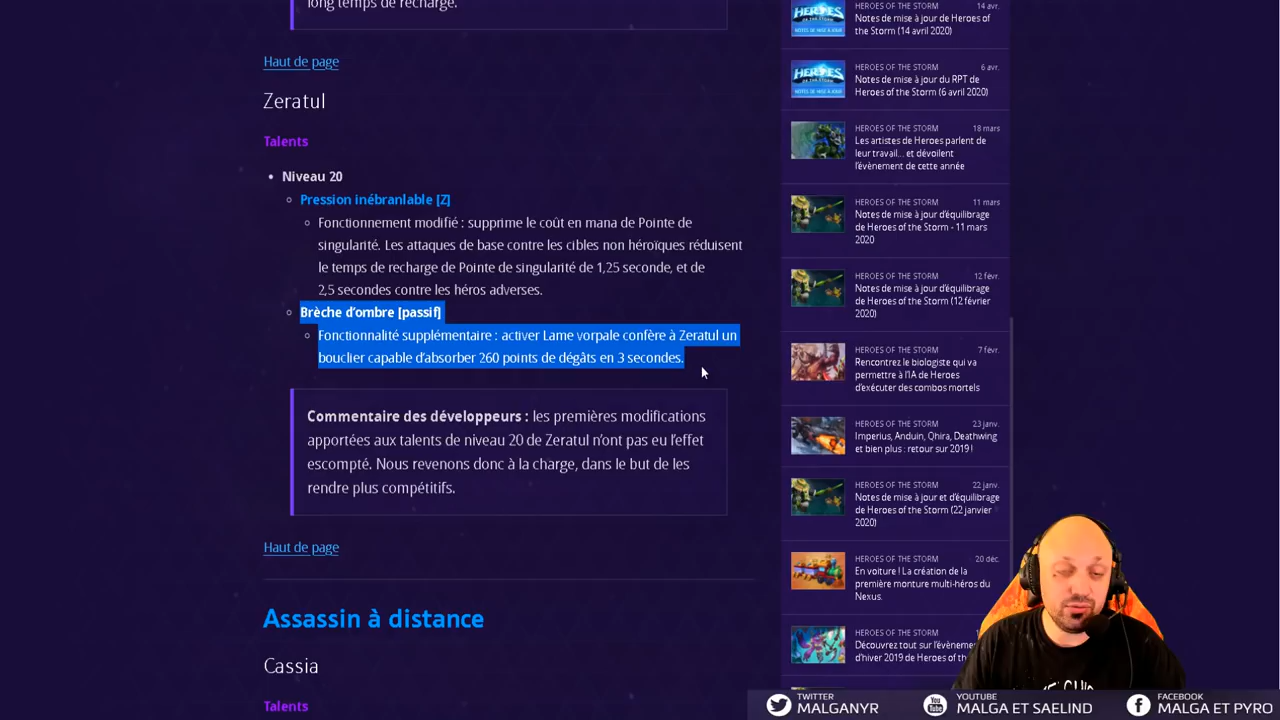 long temps de recharge.
Haut de page
Zeratul
Talents
Niveau 20
Pression inébranlable [Z]
Fonctionnement modifié : supprime le coût en mana de Pointe de
singularité. Les attaques de base contre les cibles non héroïques réduisent
le temps de recharge de Pointe de singularité de 1,25 seconde, et de
2,5 secondes contre les héros adverses.
Brèche d'ombre [passif]
Fonctionnalité supplémentaire : activer Lame vorpale confère à Zeratul un
bouclier capable d'absorber 260 points de dégâts en 3 secondes.
Commentaire des développeurs : les premières modifications
apportées aux talents de niveau 20 de Zeratul n'ont pas eu l'effet
escompté. Nous revenons donc à la charge, dans le but de les
rendre plus compétitifs.
Haut de page
Assassin à distance
Cassia
Talents
HEROES OF THE STORM 14 avr.
Notes de mise à jour de Heroes of
the Storm (14 avril 2020)
HEROES OF THE STORM 6 avr.
Notes de mise à jour du RPT de
Heroes of the Storm (6 avril 2020)
HEROES OF THE STORM 18 mars
Les artistes de Heroes parlent de
leur travail... et dévoilent
l'évènement de cette année
HEROES OF THE STORM 11 mars
Notes de mise à jour d'équilibrage
de Heroes of the Storm - 11 mars
2020
HEROES OF THE STORM 12 févr.
Notes de mise à jour d'équilibrage
de Heroes of the Storm (12 février
2020)
HEROES OF THE STORM 7 févr.
Rencontrez le biologiste qui va
permettre à l'IA de Heroes
d'exécuter des combos mortels
HEROES OF THE STORM 23 janv.
Imperius, Anduin, Qhira, Deathwing
et bien plus : retour sur 2019 !
HEROES OF THE STORM 22 janv.
Notes de mise à jour et d'équilibrage
de Heroes of the Storm (22 janvier
2020)
HEROES OF THE STORM 20 déc.
En voiture ! La création de la
première monture multi-héros du
Nexus.
HEROES OF THE STORM
Découvrez tout sur l'évèneme
d'hiver 2019 de Heroes of th
TWITTER
MALGANYR
YOUTUBE
MALGA ET SAELIND
FACEBOOK
MALGA ET PYRO